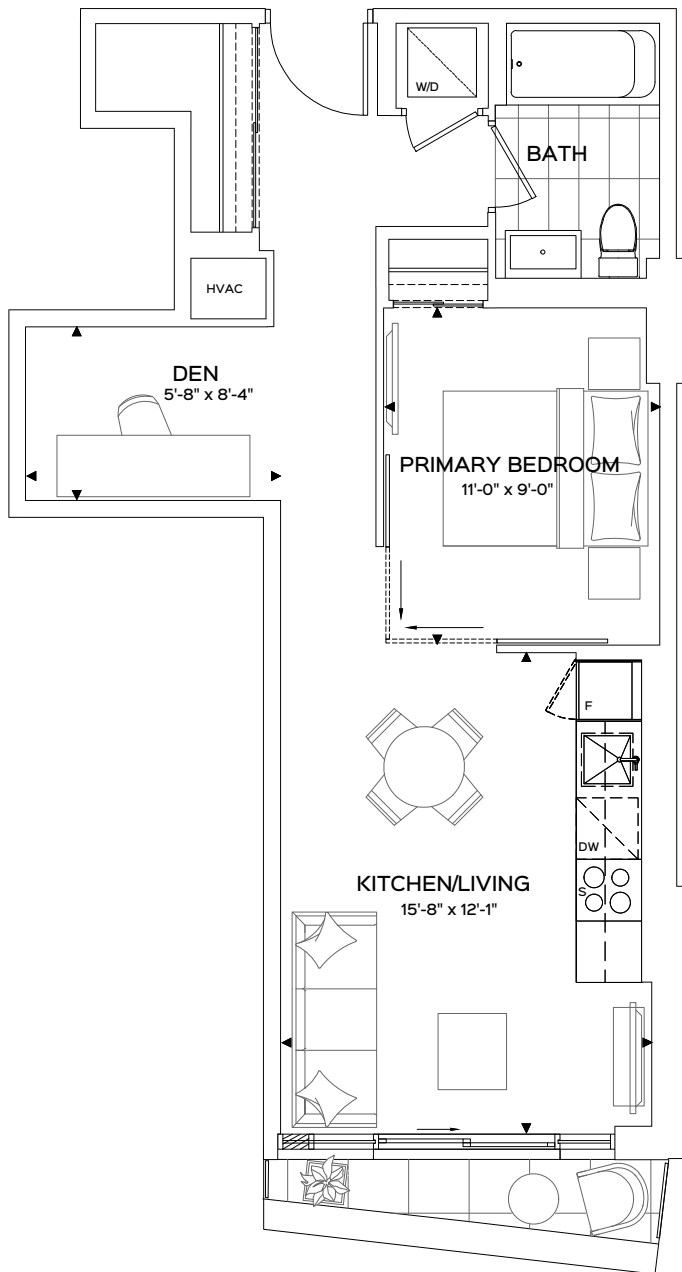 W/D
BATH
HVAC
DEN
5'-8" x 8'-4"
PRIMARY BEDROOM
11'-0" x 9'-0"
F
DW
S
KITCHEN/LIVING
15'-8" x 12'-1"